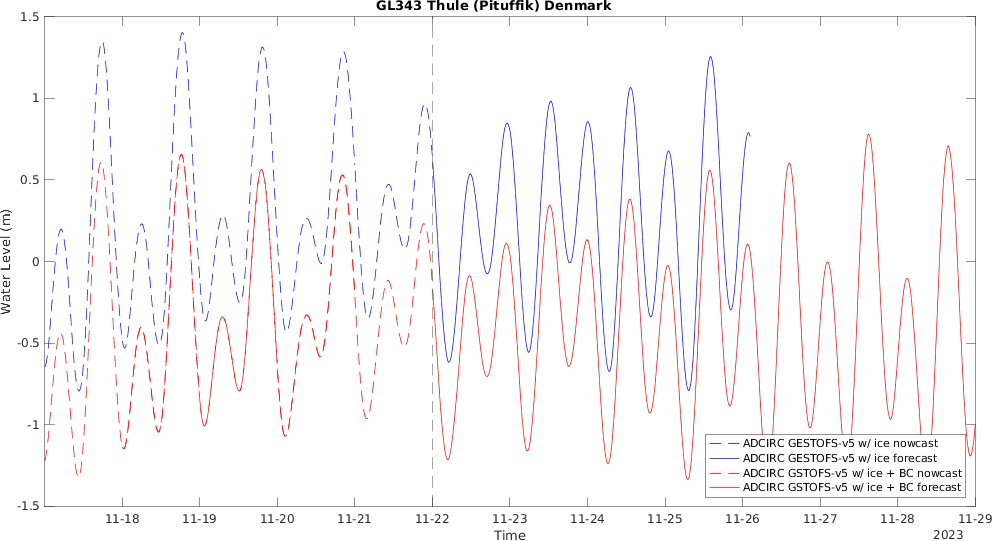 GL343 Thule (Pituffik) Denmark
1.5
1
0.5
0
-0.5
-1
-1.5
Water Level (m)
ADCIRC GESTOFS-v5 w/ ice nowcast
ADCIRC GESTOFS-v5 w/ ice forecast
ADCIRC GSTOFS-v5 w/ ice + BC nowcast
ADCIRC GSTOFS-v5 w/ ice + BC forecast
11-18 11-19 11-20 11-21 11-22 11-23 11-24 11-25 11-26 11-27 11-28 11-29
Time
2023